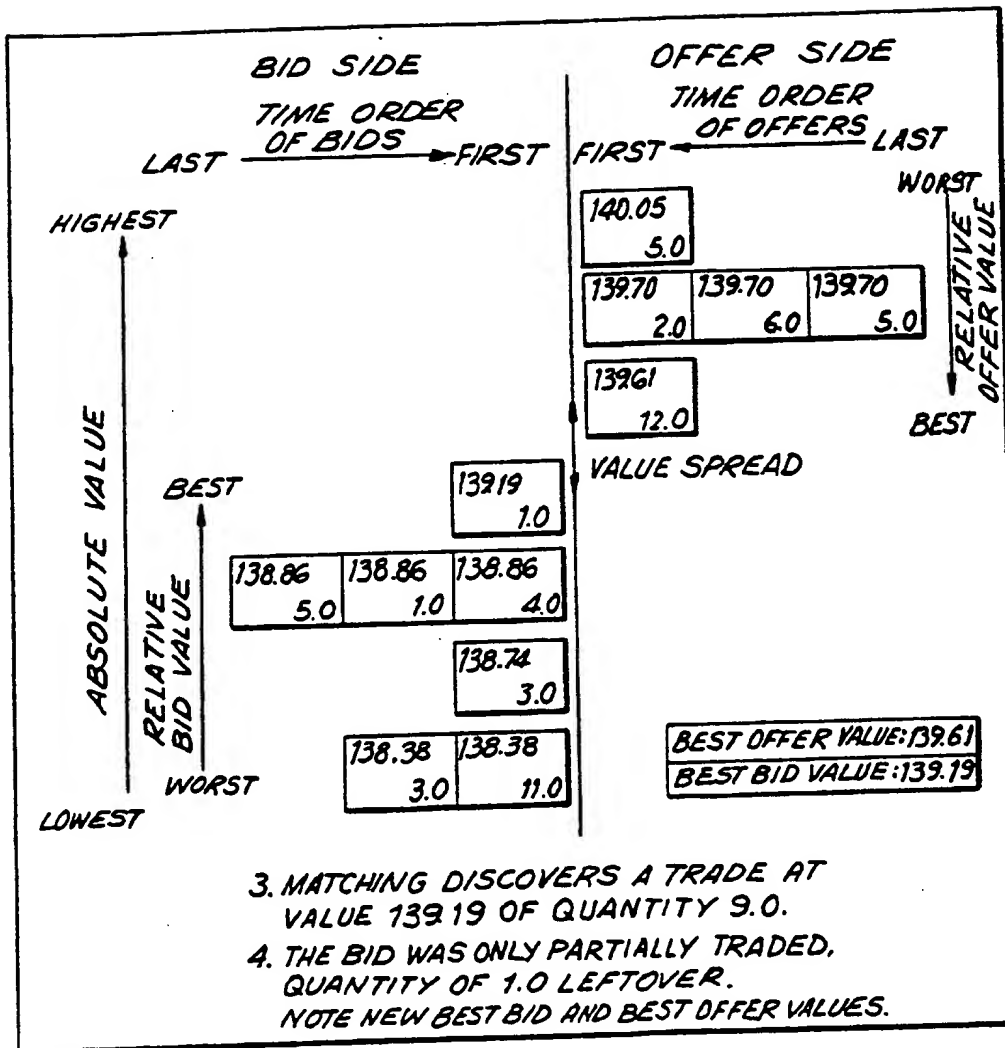 BID SIDE
TIME ORDER
OF BIDS
LAST FIRST
OFFER SIDE
TIME ORDER
OF OFFERS
FIRST LAST
HIGHEST
ABSOLUTE VALUE
LOWEST
BEST
RELATIVE
BID VALUE
WORST
WORST
RELATIVE
OFFER VALUE
BEST
140.05
5.0
139.70 139.70 139.70
2.0 6.0 5.0
139.61
12.0
VALUE SPREAD
139.19
1.0
138.86 138.86 138.86
5.0 1.0 4.0
138.74
3.0
138.38 138.38
3.0 11.0
BEST OFFER VALUE:139.61
BEST BID VALUE:139.19
3. MATCHING DISCOVERS A TRADE AT
VALUE 139.19 OF QUANTITY 9.0.
4. THE BID WAS ONLY PARTIALLY TRADED,
QUANTITY OF 1.0 LEFTOVER.
NOTE NEW BEST BID AND BEST OFFER VALUES.